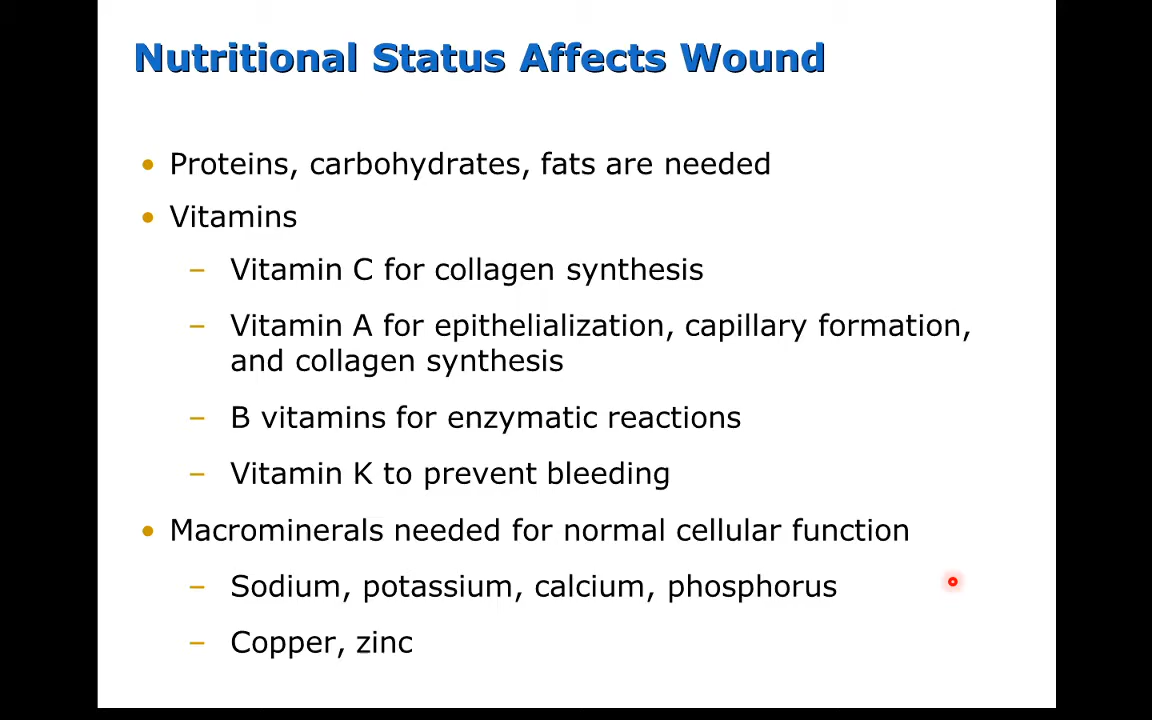 Nutritional Status Affects Wound
• Proteins, carbohydrates, fats are needed
• Vitamins
– Vitamin C for collagen synthesis
– Vitamin A for epithelialization, capillary formation,
and collagen synthesis
– B vitamins for enzymatic reactions
– Vitamin K to prevent bleeding
• Macrominerals needed for normal cellular function
– Sodium, potassium, calcium, phosphorus
– Copper, zinc